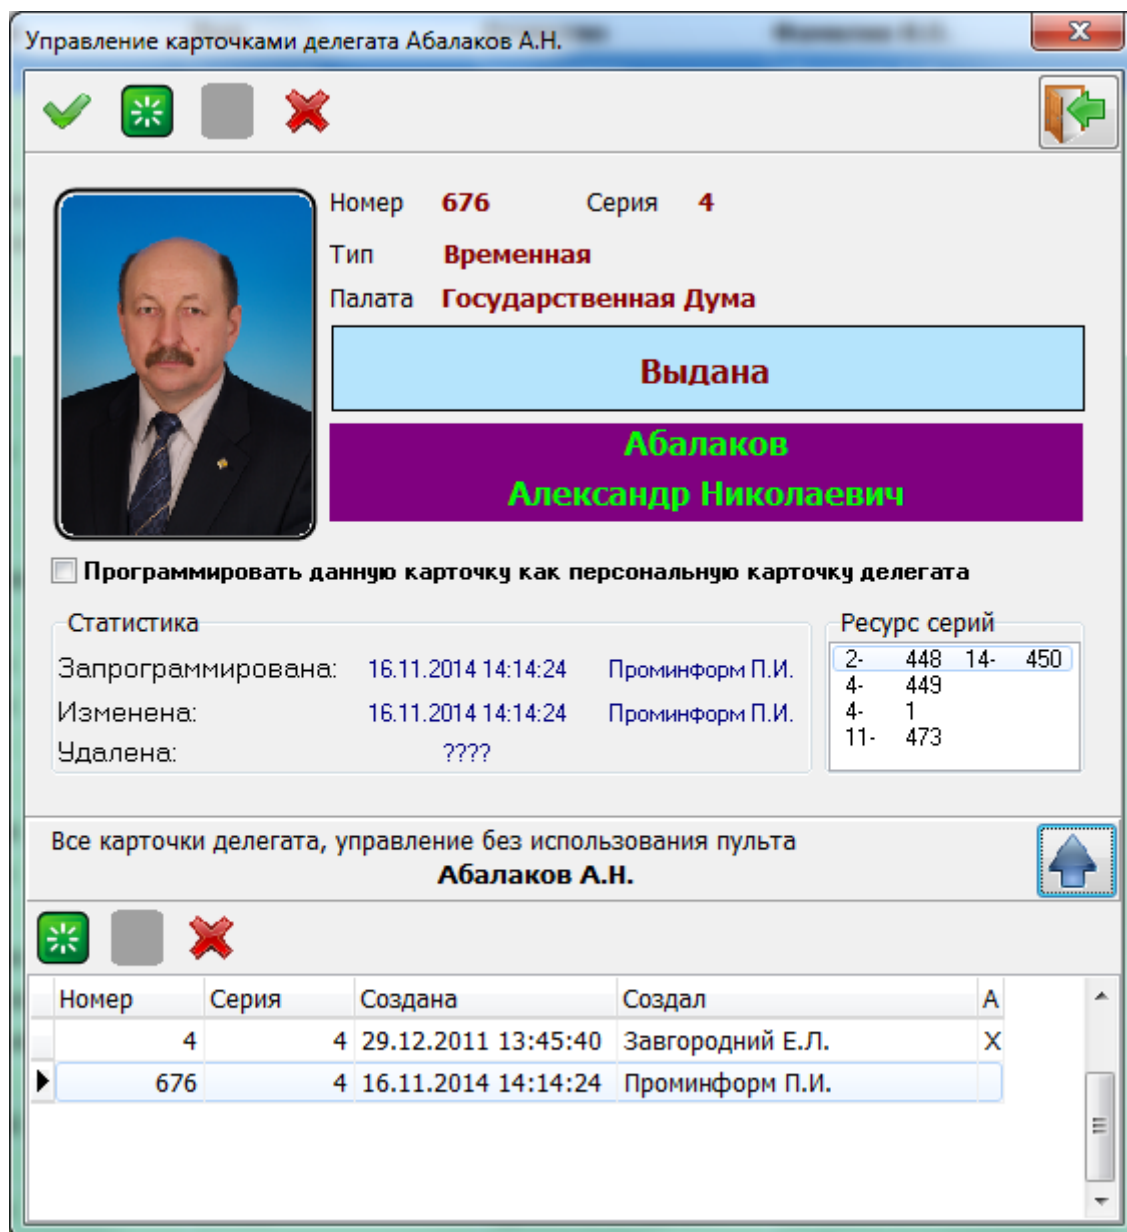 Управление карточками делегата Абалаков А.Н.
Номер 676 Серия 4
Тип Временная
Палата Государственная Дума
Выдана
Абалаков
Александр Николаевич
Программировать данную карточку как персональную карточку делегата
Статистика
Запрограммирована: 16.11.2014 14:14:24 Проминформ П.И.
Изменена: 16.11.2014 14:14:24 Проминформ П.И.
Удалена: ????
Ресурс серий
2- 448 14- 450
4- 449
4- 1
11- 473
Все карточки делегата, управление без использования пульта
Абалаков А.Н.
Номер Серия Создана Создал А
4 4 29.12.2011 13:45:40 Завгородний Е.Л. X
676 4 16.11.2014 14:14:24 Проминформ П.И.